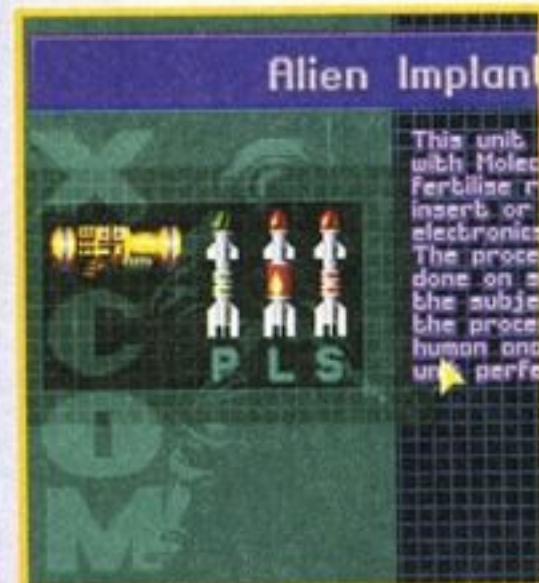 Alien Implant
This unit
with Molec
fertilise r
insert or
electronics
The proce
done on s
the subje
the proce
human and
unit perfe
P L S
X
C
O
M